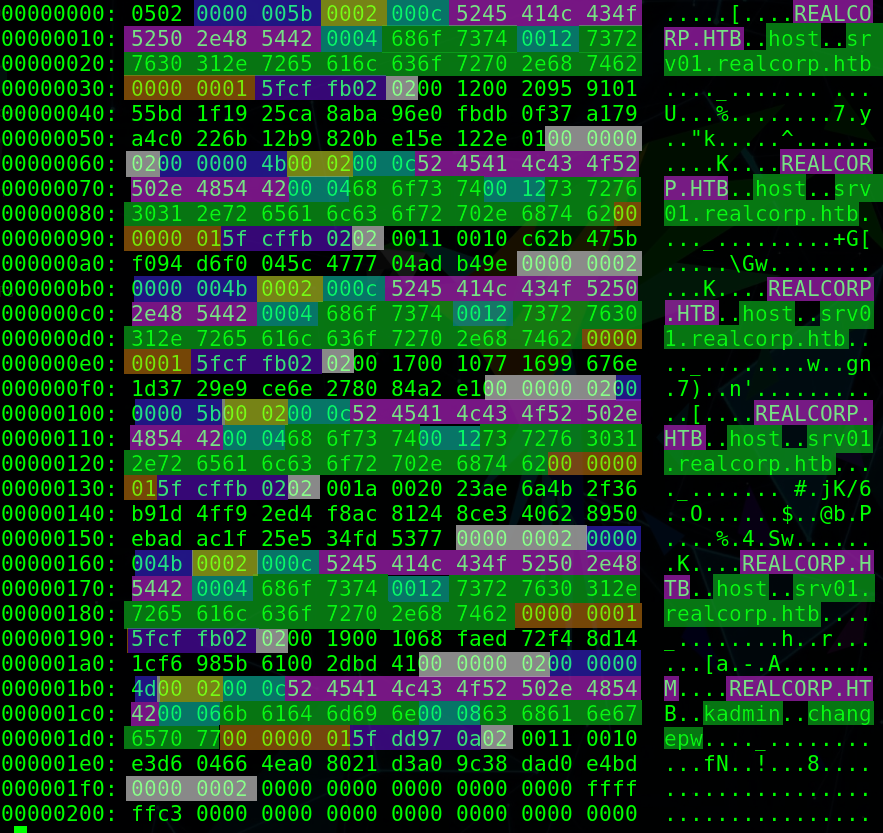 00000000: 0502 0000 005b 0002 000c 5245 414c 434f .....[....REALCO
00000010: 5250 2e48 5442 0004 686f 7374 0012 7372 RP.HTB..host..sr
00000020: 7630 312e 7265 616c 636f 7270 2e68 7462 v01.realcorp.htb
00000030: 0000 0001 5fcf fb02 0200 1200 2095 9101 ...._....... ...
00000040: 55bd 1f19 25ca 8aba 96e0 fbdb 0f37 a179 U...%........7.y
00000050: a4c0 226b 12b9 820b e15e 122e 0100 0000 .."k.....^......
00000060: 0200 0000 4b00 0200 0c52 4541 4c43 4f52 ....K....REALCOR
00000070: 502e 4854 4200 0468 6f73 7400 1273 7276 P.HTB..host..srv
00000080: 3031 2e72 6561 6c63 6f72 702e 6874 6200 01.realcorp.htb.
00000090: 0000 015f cffb 0202 0011 0010 c62b 475b ..._.........+G[
000000a0: f094 d6f0 045c 4777 04ad b49e 0000 0002 .....\Gw........
000000b0: 0000 004b 0002 000c 5245 414c 434f 5250 ...K....REALCORP
000000c0: 2e48 5442 0004 686f 7374 0012 7372 7630 .HTB..host..srv0
000000d0: 312e 7265 616c 636f 7270 2e68 7462 0000 1.realcorp.htb..
000000e0: 0001 5fcf fb02 0200 1700 1077 1699 676e .._........w..gn
000000f0: 1d37 29e9 ce6e 2780 84a2 e100 0000 0200 .7)..n'.........
00000100: 0000 5b00 0200 0c52 4541 4c43 4f52 502e ..[....REALCORP.
00000110: 4854 4200 0468 6f73 7400 1273 7276 3031 HTB..host..srv01
00000120: 2e72 6561 6c63 6f72 702e 6874 6200 0000 .realcorp.htb...
00000130: 015f cffb 0202 001a 0020 23ae 6a4b 2f36 ._....... #.jK/6
00000140: b91d 4ff9 2ed4 f8ac 8124 8ce3 4062 8950 ..O......$..@b.P
00000150: ebad ac1f 25e5 34fd 5377 0000 0002 0000 ....%.4.Sw......
00000160: 004b 0002 000c 5245 414c 434f 5250 2e48 .K....REALCORP.H
00000170: 5442 0004 686f 7374 0012 7372 7630 312e TB..host..srv01.
00000180: 7265 616c 636f 7270 2e68 7462 0000 0001 realcorp.htb....
00000190: 5fcf fb02 0200 1900 1068 faed 72f4 8d14 _........h..r...
000001a0: 1cf6 985b 6100 2dbd 4100 0000 0200 0000 ...[a.-.A.......
000001b0: 4d00 0200 0c52 4541 4c43 4f52 502e 4854 M....REALCORP.HT
000001c0: 4200 066b 6164 6d69 6e00 0863 6861 6e67 B..kadmin..chang
000001d0: 6570 7700 0000 015f dd97 0a02 0011 0010 epw...._........
000001e0: e3d6 0466 4ea0 8021 d3a0 9c38 dad0 e4bd ...fN..!...8....
000001f0: 0000 0002 0000 0000 0000 0000 0000 ffff ................
00000200: ffc3 0000 0000 0000 0000 0000 0000 0000 ................